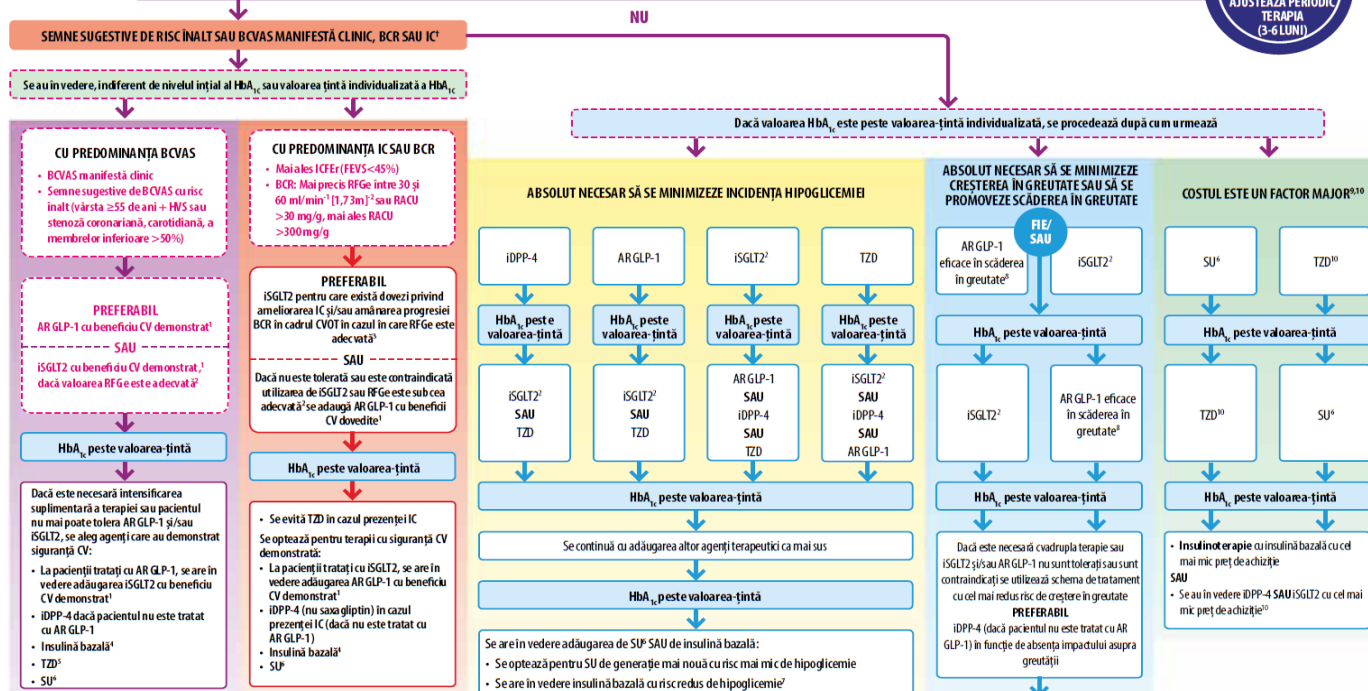 AJUSTEAZĂ PERIODIC
TERAPIA
(3-6 LUNI)
NU
SEMNE SUGESTIVE DE RISC ÎNALT SAU BCVAS MANIFESTĂ CLINIC, BCR SAU IC†
Se au în vedere, indiferent de nivelul inţial al HbA1c sau valoarea țintă individualizată a HbA1c
Dacă valoarea HbA1c este peste valoarea-țintă individualizată, se procedează după cum urmează
CU PREDOMINANȚA BCVAS
• BCVAS manifestă clinic
• Semne sugestive de BCVAS cu risc
înalt (vârsta ≥55 de ani + HVS sau
stenoză coronariană, carotidiană, a
membrelor inferioare >50%)
PREFERABIL
AR GLP-1 cu beneficiu CV demonstrat1
SAU
iSGLT2 cu beneficiu CV demonstrat,1
dacă valoarea RFGe este adecvată2
HbA1c peste valoarea-țintă
Dacă este necesară intensificarea
suplimentară a terapiei sau pacientul
nu mai poate tolera AR GLP-1 și/sau
iSGLT2, se aleg agenți care au demonstrat
siguranță CV:
• La pacienții tratați cu AR GLP-1, se are în
vedere adăugarea iSGLT2 cu beneficiu
CV demonstrat1
• iDPP-4 dacă pacientul nu este tratat
cu AR GLP-1
• Insulină bazală4
• TZD5
• SU6
CU PREDOMINANȚA IC SAU BCR
• Mai ales ICFEr (FEVS<45%)
• BCR: Mai precis RFGe între 30 și
60 ml/min-1 [1,73m]-2 sau RACU
>30 mg/g, mai ales RACU
>300 mg/g
PREFERABIL
iSGLT2 pentru care există dovezi privind
ameliorarea IC și/sau amânarea progresiei
BCR în cadrul CVOT în cazul în care RFGe este
adecvată3
SAU
Dacă nu este tolerată sau este contraindicată
utilizarea de iSGLT2 sau RFGe este sub cea
adecvată2 se adaugă AR GLP-1 cu beneficii
CV dovedite1
HbA1c peste valoarea-țintă
• Se evită TZD în cazul prezenței IC
Se optează pentru terapii cu siguranță CV
demonstrată:
• La pacienții tratați cu iSGLT2, se are în
vedere adăugarea AR GLP-1 cu beneficiu
CV demonstrat1
• iDPP-4 (nu saxagliptin) în cazul
prezenței IC (dacă nu este tratat cu
AR GLP-1)
• Insulină bazală4
• SU6
ABSOLUT NECESAR SĂ SE MINIMIZEZE INCIDENȚA HIPOGLICEMIEI
iDPP-4
AR GLP-1
iSGLT22
TZD
HbA1c peste
valoarea-țintă
HbA1c peste
valoarea-țintă
HbA1c peste
valoarea-țintă
HbA1c peste
valoarea-țintă
iSGLT22
SAU
TZD
iSGLT22
SAU
TZD
AR GLP-1
SAU
iDPP-4
SAU
TZD
iSGLT22
SAU
iDPP-4
SAU
AR GLP-1
HbA1c peste valoarea-țintă
Se continuă cu adăugarea altor agenți terapeutici ca mai sus
HbA1c peste valoarea-țintă
Se are în vedere adăugarea de SU6 SAU de insulină bazală:
• Se optează pentru SU de generație mai nouă cu risc mai mic de hipoglicemie
• Se are în vedere insulină bazală cu risc redus de hipoglicemie7
ABSOLUT NECESAR SĂ SE MINIMIZEZE
CREȘTEREA ÎN GREUTATE SAU SĂ SE
PROMOVEZE SCĂDEREA ÎN GREUTATE
FIE/
SAU
AR GLP-1
eficace în scăderea
în greutate8
iSGLT22
HbA1c peste valoarea-țintă
iSGLT22
AR GLP-1 eficace
în scăderea în
greutate8
HbA1c peste valoarea-țintă
Dacă este necesară cvadrupla terapie sau
iSGLT2 și/sau AR GLP-1 nu sunt tolerați sau sunt
contraindicați se utilizează schema de tratament
cu cel mai redus risc de creștere în greutate
PREFERABIL
iDPP-4 (dacă pacientul nu este tratat cu AR
GLP-1) în funcție de absența impactului asupra
greutății
COSTUL ESTE UN FACTOR MAJOR9,10
SU6
TZD10
HbA1c peste valoarea-țintă
TZD10
SU6
HbA1c peste valoarea-țintă
• Insulinoterapie cu insulină bazală cu cel
mai mic preț de achiziție
SAU
• Se au în vedere iDPP-4 SAU iSGLT2 cu cel mai
mic preț de achiziție10